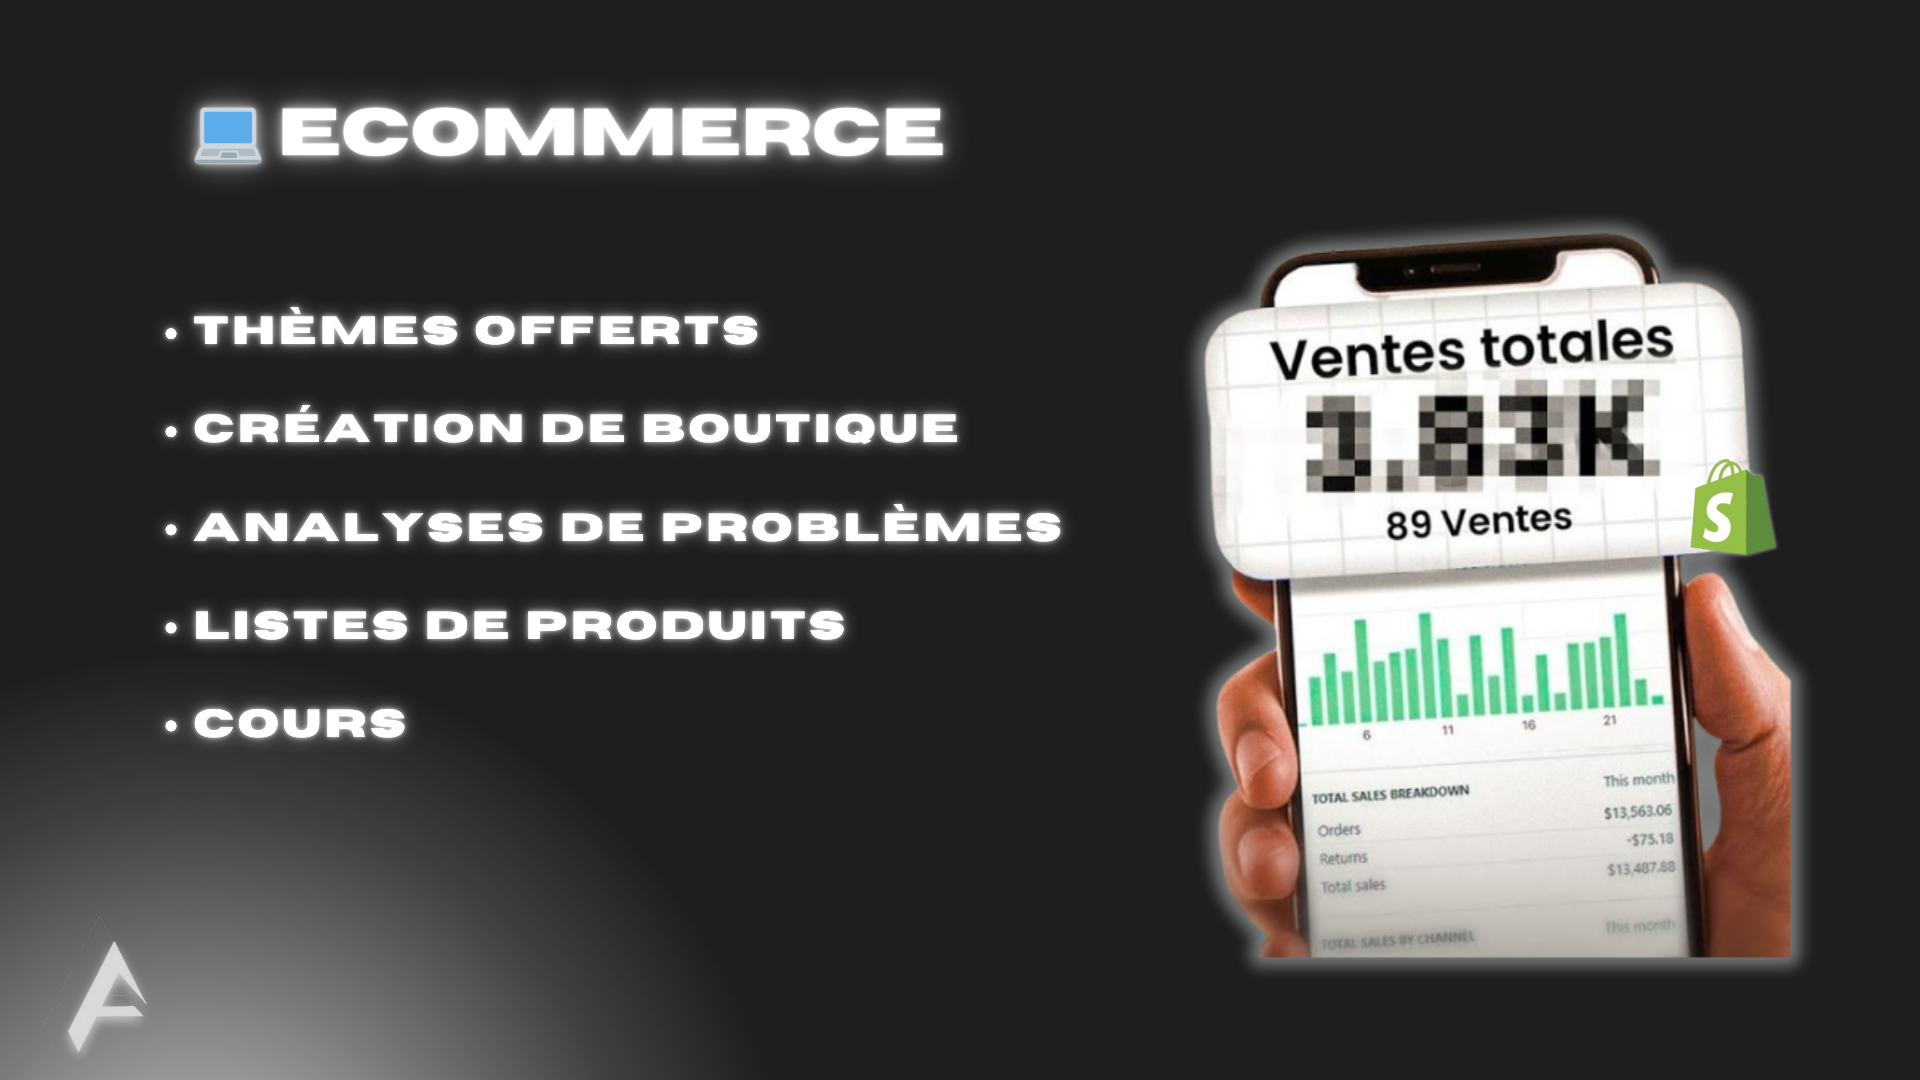 ECOMMERCE
• THÈMES OFFERTS
• CRÉATION DE BOUTIQUE
• ANALYSES DE PROBLÈMES
• LISTES DE PRODUITS
• COURS
Ventes totales
89 Ventes
6 11 16 21
TOTAL SALES BREAKDOWN This month
Orders $13,563.06
Returns -$75.18
Total sales $13,487.88
TOTAL SALES BY CHANNEL This month